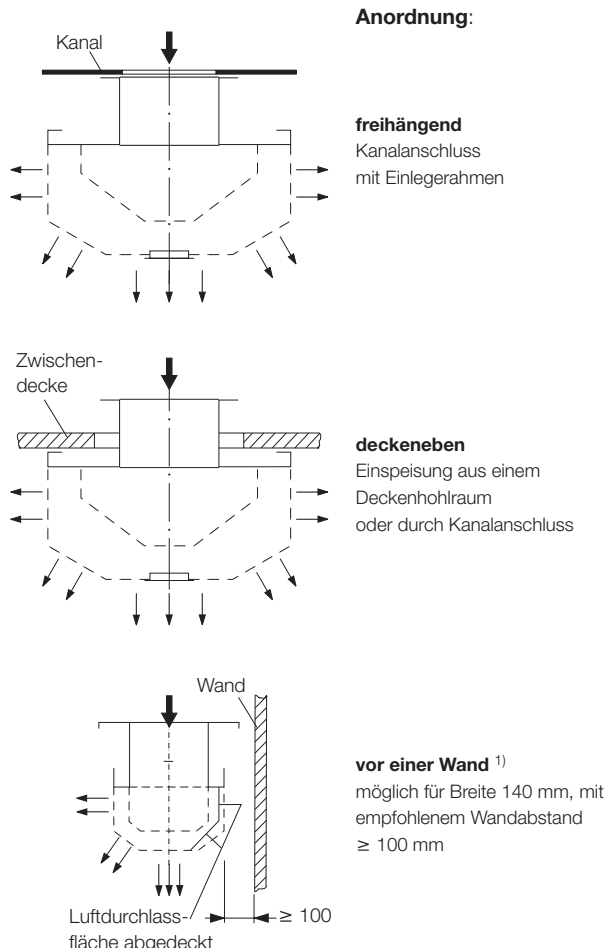 Anordnung:
Kanal
freihängend
Kanalanschluss
mit Einlegerahmen
Zwischen-
decke
deckeneben
Einspeisung aus einem
Deckenhohlraum
oder durch Kanalanschluss
Wand
vor einer Wand 1)
möglich für Breite 140 mm, mit
empfohlenem Wandabstand
≥ 100 mm
Luftdurchlass-
fläche abgedeckt
≥ 100